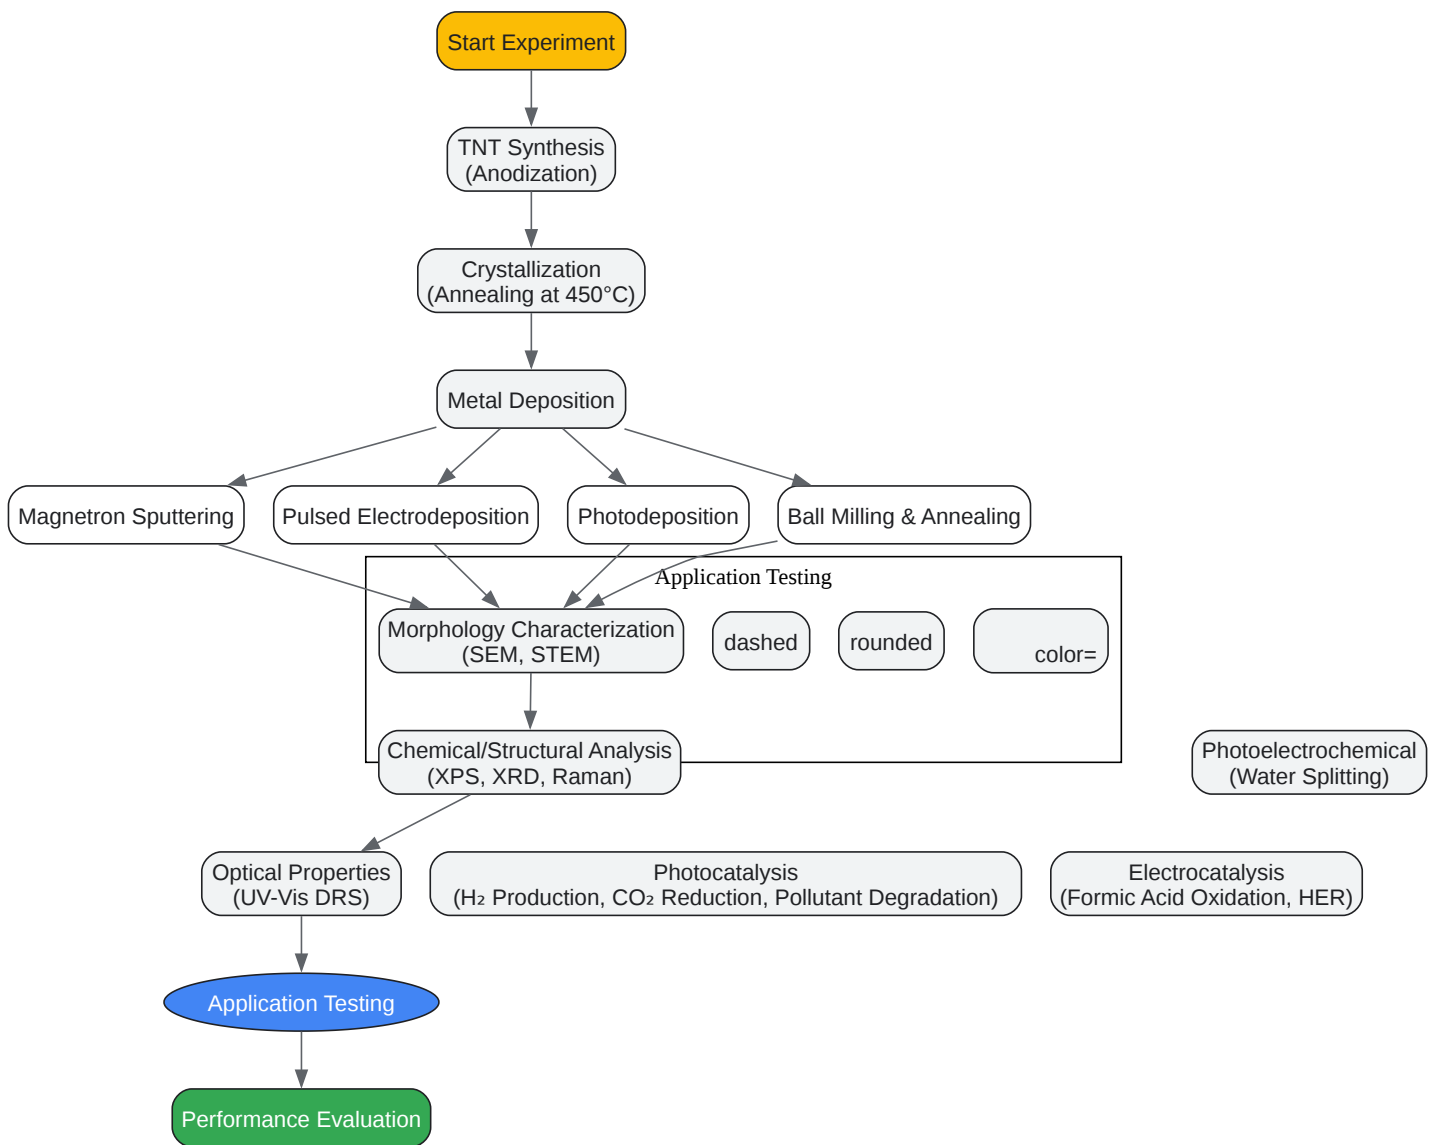 Start Experiment
TNT Synthesis
(Anodization)
Crystallization
(Annealing at 450°C)
Metal Deposition
Magnetron Sputtering
Pulsed Electrodeposition
Photodeposition
Ball Milling & Annealing
Application Testing
Morphology Characterization
(SEM, STEM)
dashed
rounded
color=
Chemical/Structural Analysis
(XPS, XRD, Raman)
Photoelectrochemical
(Water Splitting)
Optical Properties
(UV-Vis DRS)
Photocatalysis
(H₂ Production, CO₂ Reduction, Pollutant Degradation)
Electrocatalysis
(Formic Acid Oxidation, HER)
Application Testing
Performance Evaluation